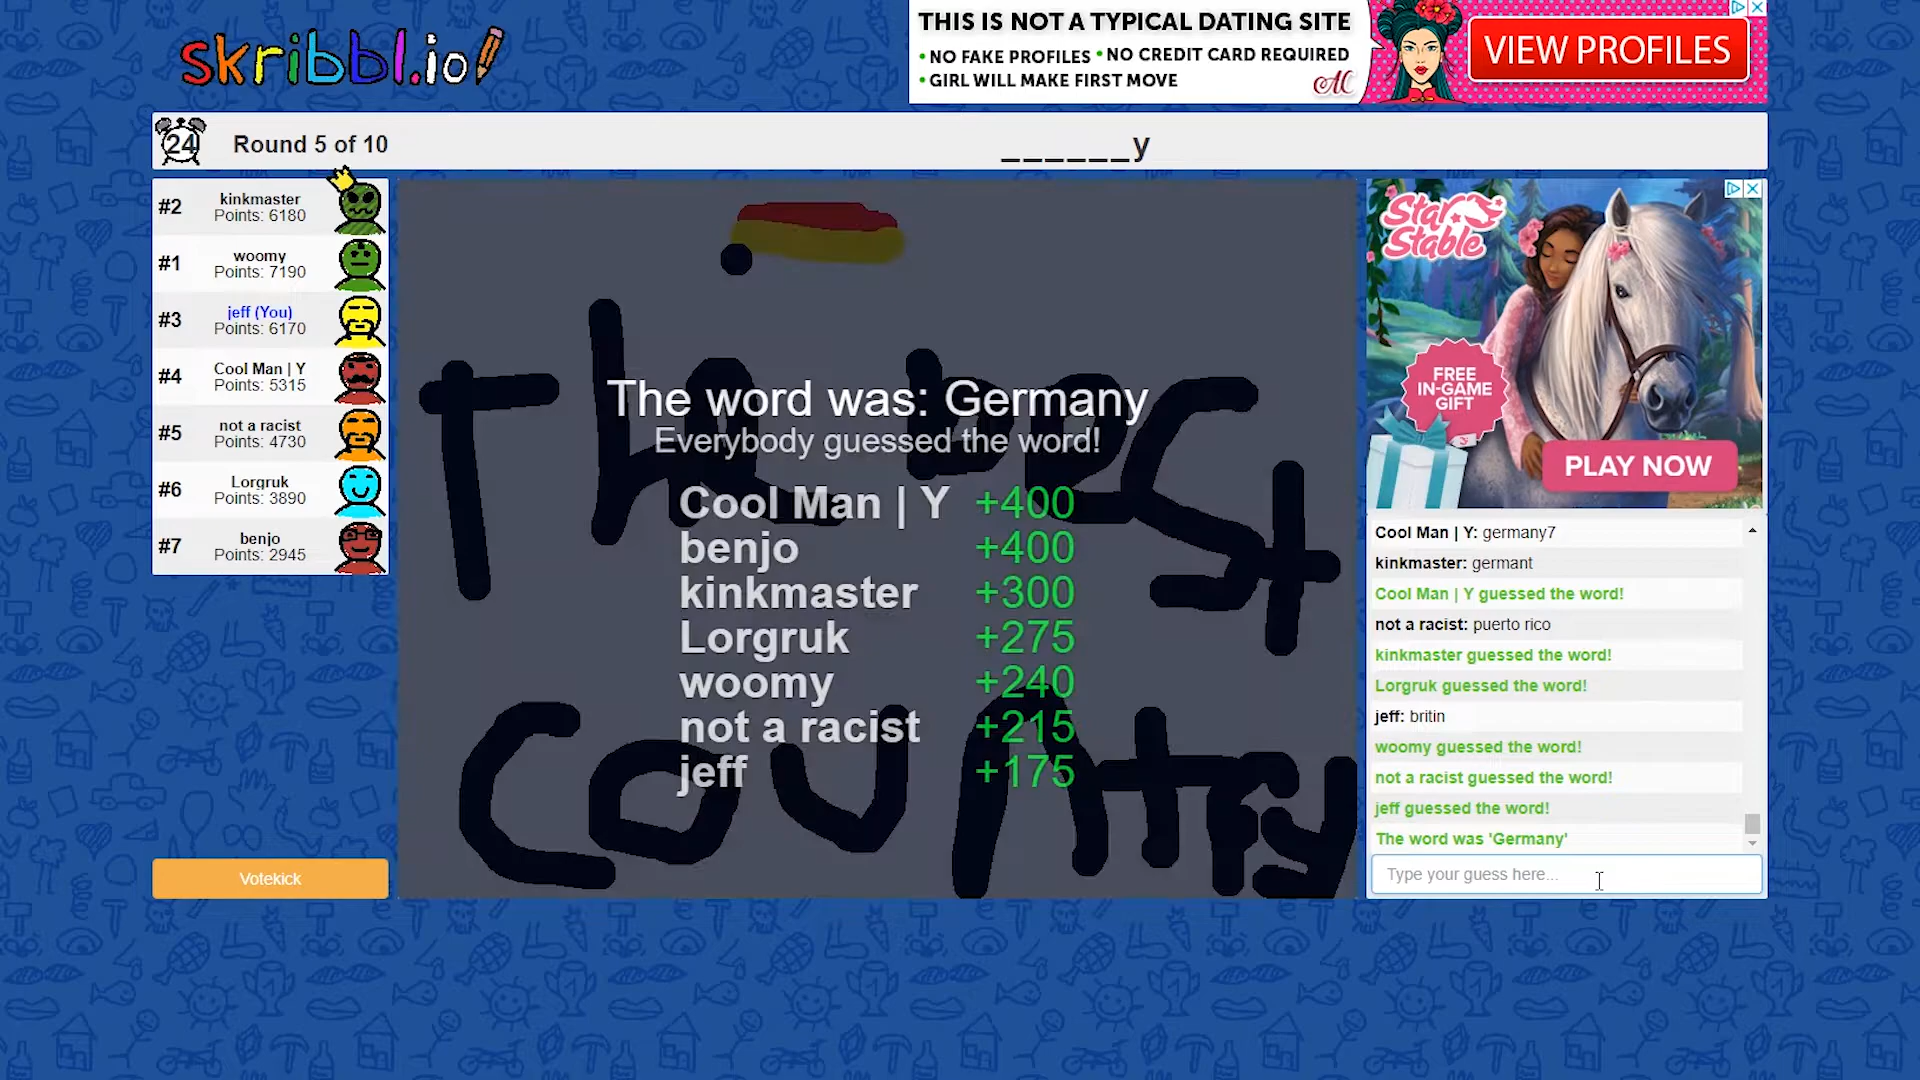 skribbl.io
THIS IS NOT A TYPICAL DATING SITE
• NO FAKE PROFILES • NO CREDIT CARD REQUIRED
• GIRL WILL MAKE FIRST MOVE
AC
VIEW PROFILES
24
Round 5 of 10
______y
#2 kinkmaster
Points: 6180
#1 woomy
Points: 7190
#3 jeff (You)
Points: 6170
#4 Cool Man | Y
Points: 5315
#5 not a racist
Points: 4730
#6 Lorgruk
Points: 3890
#7 benjo
Points: 2945
Votekick
The best
country
The word was: Germany
Everybody guessed the word!
Cool Man | Y +400
benjo +400
kinkmaster +300
Lorgruk +275
woomy +240
not a racist +215
jeff +175
Star Stable
FREE
IN-GAME
GIFT
PLAY NOW
Cool Man | Y: germany7
kinkmaster: germant
Cool Man | Y guessed the word!
not a racist: puerto rico
kinkmaster guessed the word!
Lorgruk guessed the word!
jeff: britin
woomy guessed the word!
not a racist guessed the word!
jeff guessed the word!
The word was 'Germany'
Type your guess here...